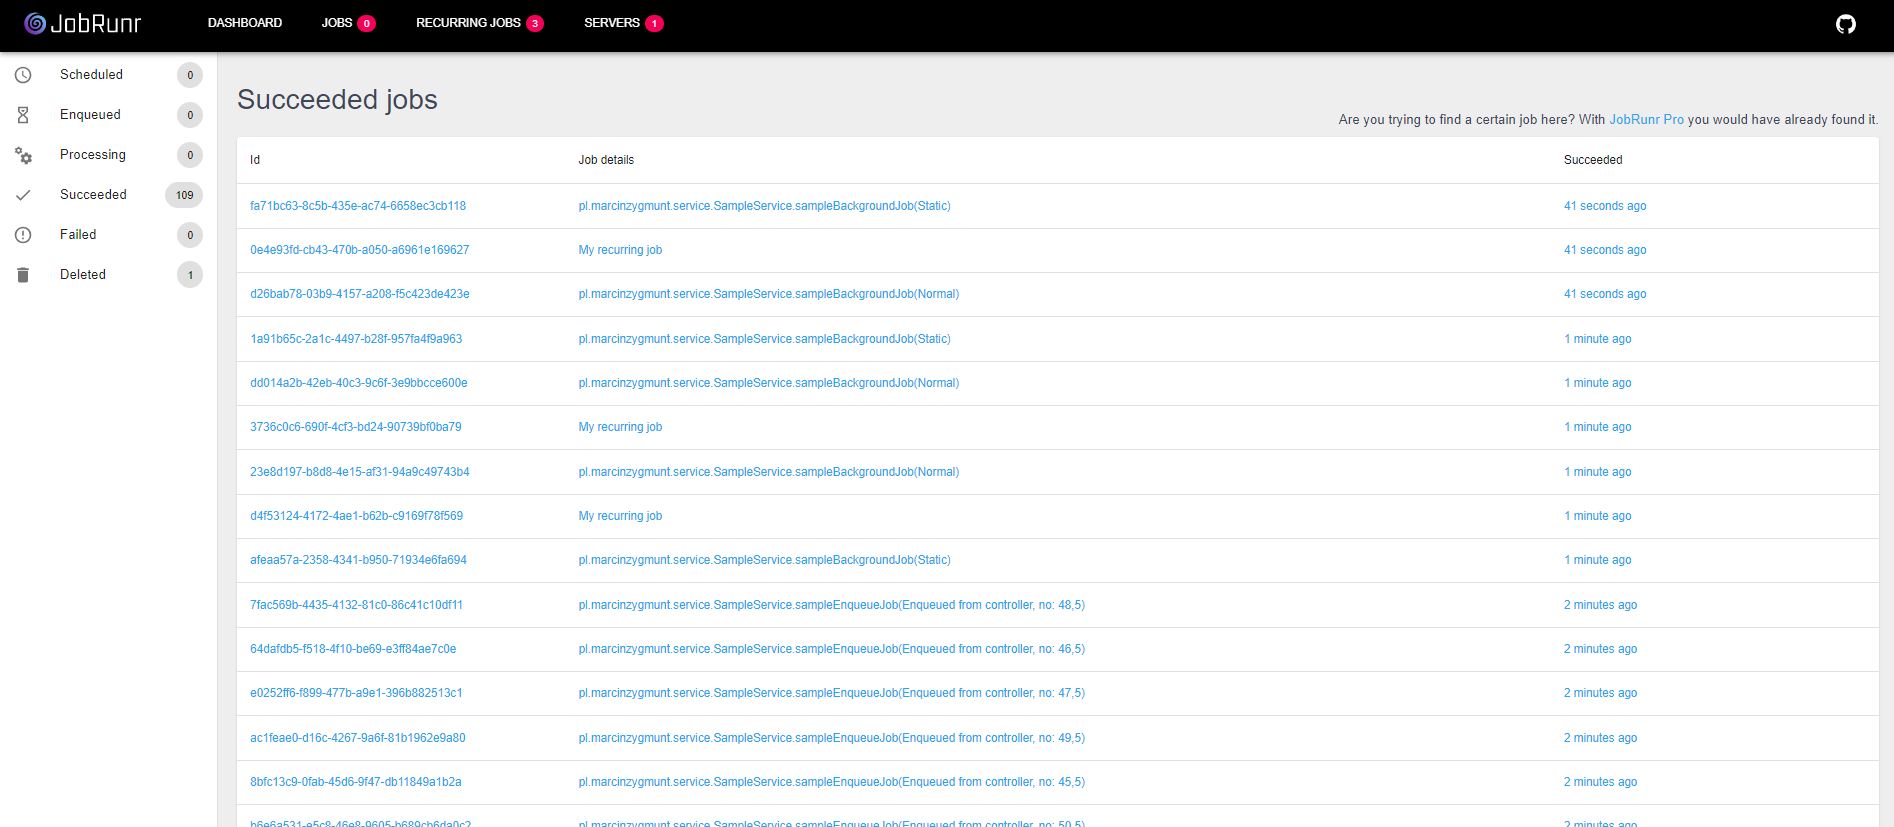 JobRunr DASHBOARD JOBS 0 RECURRING JOBS 3 SERVERS 1
Scheduled 0
Enqueued 0
Processing 0
Succeeded 109
Failed 0
Deleted 1
Succeeded jobs
Are you trying to find a certain job here? With JobRunr Pro you would have already found it.
Id Job details Succeeded
fa71bc63-8c5b-435e-ac74-6658ec3cb118 pl.marcinzygmunt.service.SampleService.sampleBackgroundJob(Static) 41 seconds ago
0e4e93fd-cb43-470b-a050-a6961e169627 My recurring job 41 seconds ago
d26bab78-03b9-4157-a208-f5c423de423e pl.marcinzygmunt.service.SampleService.sampleBackgroundJob(Normal) 41 seconds ago
1a91b65c-2a1c-4497-b28f-957fa4f9a963 pl.marcinzygmunt.service.SampleService.sampleBackgroundJob(Static) 1 minute ago
dd014a2b-42eb-40c3-9c6f-3e9bbcce600e pl.marcinzygmunt.service.SampleService.sampleBackgroundJob(Normal) 1 minute ago
3736c0c6-690f-4cf3-bd24-90739bf0ba79 My recurring job 1 minute ago
23e8d197-b8d8-4e15-af31-94a9c49743b4 pl.marcinzygmunt.service.SampleService.sampleBackgroundJob(Normal) 1 minute ago
d4f53124-4172-4ae1-b62b-c9169f78f569 My recurring job 1 minute ago
afeaa57a-2358-4341-b950-71934e6fa694 pl.marcinzygmunt.service.SampleService.sampleBackgroundJob(Static) 1 minute ago
7fac569b-4435-4132-81c0-86c41c10df11 pl.marcinzygmunt.service.SampleService.sampleEnqueueJob(Enqueued from controller, no: 48,5) 2 minutes ago
64dafdb5-f518-4f10-be69-e3ff84ae7c0e pl.marcinzygmunt.service.SampleService.sampleEnqueueJob(Enqueued from controller, no: 46,5) 2 minutes ago
e0252ff6-f899-477b-a9e1-396b882513c1 pl.marcinzygmunt.service.SampleService.sampleEnqueueJob(Enqueued from controller, no: 47,5) 2 minutes ago
ac1feae0-d16c-4267-9a6f-81b1962e9a80 pl.marcinzygmunt.service.SampleService.sampleEnqueueJob(Enqueued from controller, no: 49,5) 2 minutes ago
8bfc13c9-0fab-45d6-9f47-db11849a1b2a pl.marcinzygmunt.service.SampleService.sampleEnqueueJob(Enqueued from controller, no: 45,5) 2 minutes ago
b6e6a531-e5c8-46e8-9605-b689cb6da0c2 pl.marcinzygmunt.service.SampleService.sampleEnqueueJob(Enqueued from controller, no: 50,5) 2 minutes ago